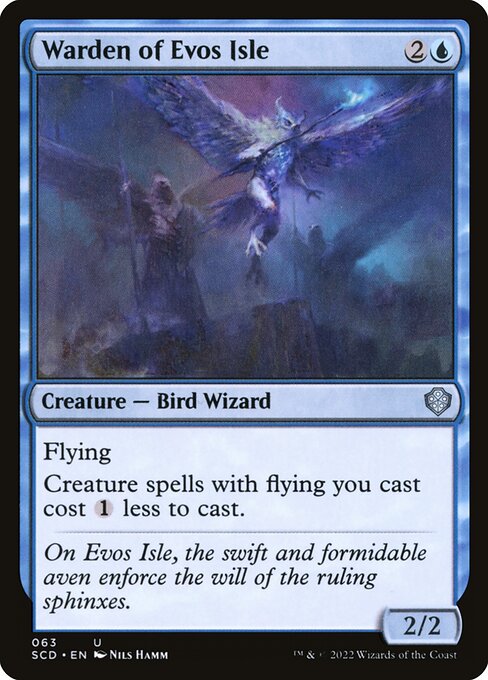 Warden of Evos Isle 2
Creature — Bird Wizard
Flying
Creature spells with flying you cast
cost 1 less to cast.
On Evos Isle, the swift and formidable
aven enforce the will of the ruling
sphinxes.
2/2
063 U
SCD • EN Nils Hamm
™ & © 2022 Wizards of the Coast